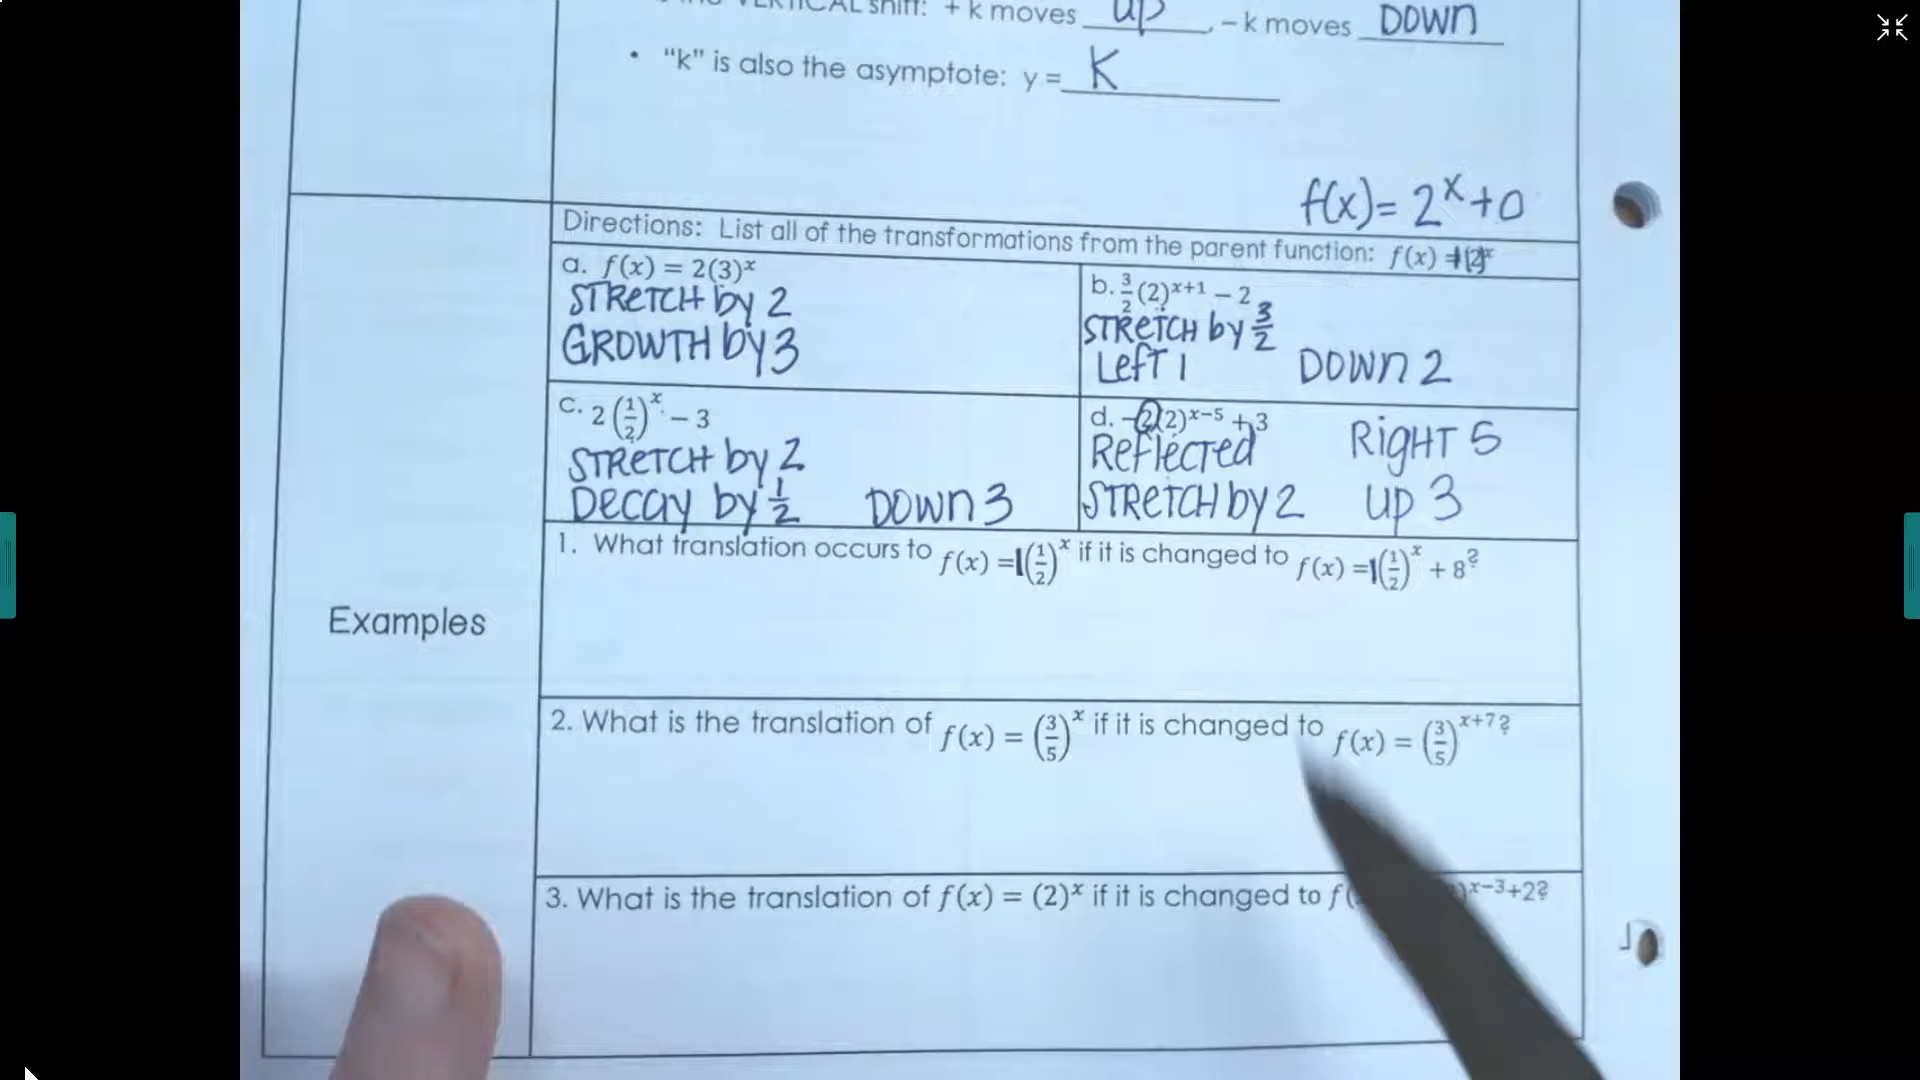 VERTICAL shift: + k moves up, – k moves DOWN
• "k" is also the asymptote: y = K
f(x)= 2^x+0
Directions: List all of the transformations from the parent function: f(x) =
a. f(x) = 2(3)^x
STRETCH by 2
GROWTH by 3
b. 3/2 (2)^x+1 – 2
STRETCH by 3/2
Left 1 DOWN 2
c. 2 (1/2)^x – 3
STRETCH by 2
Decay by 1/2 DOWN 3
d. –2(2)^x–5 + 3
Reflected Right 5
STRETCH by 2 up 3
Examples
1. What translation occurs to f(x) =1(1/2)^x if it is changed to f(x) =1(1/2)^x + 8?
2. What is the translation of f(x) = (3/5)^x if it is changed to f(x) = (3/5)^x+7?
3. What is the translation of f(x) = (2)^x if it is changed to f( )^x–3+2?